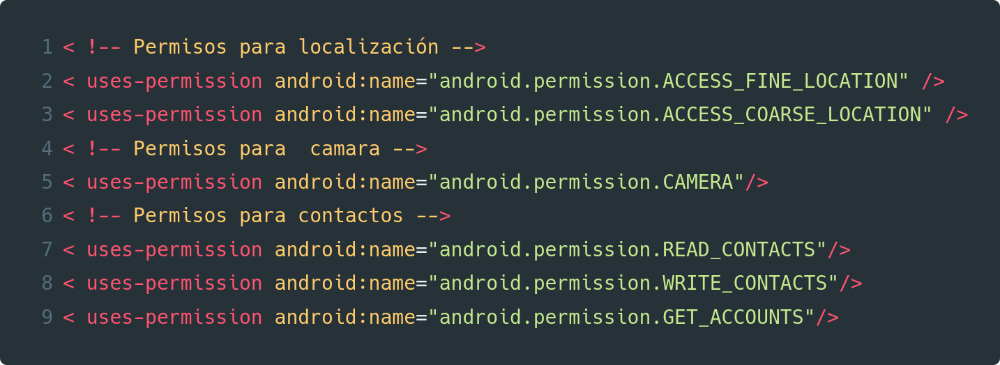 1 < !-- Permisos para localización -->
2 < uses-permission android:name="android.permission.ACCESS_FINE_LOCATION" />
3 < uses-permission android:name="android.permission.ACCESS_COARSE_LOCATION" />
4 < !-- Permisos para  camara -->
5 < uses-permission android:name="android.permission.CAMERA"/>
6 < !-- Permisos para contactos -->
7 < uses-permission android:name="android.permission.READ_CONTACTS"/>
8 < uses-permission android:name="android.permission.WRITE_CONTACTS"/>
9 < uses-permission android:name="android.permission.GET_ACCOUNTS"/>